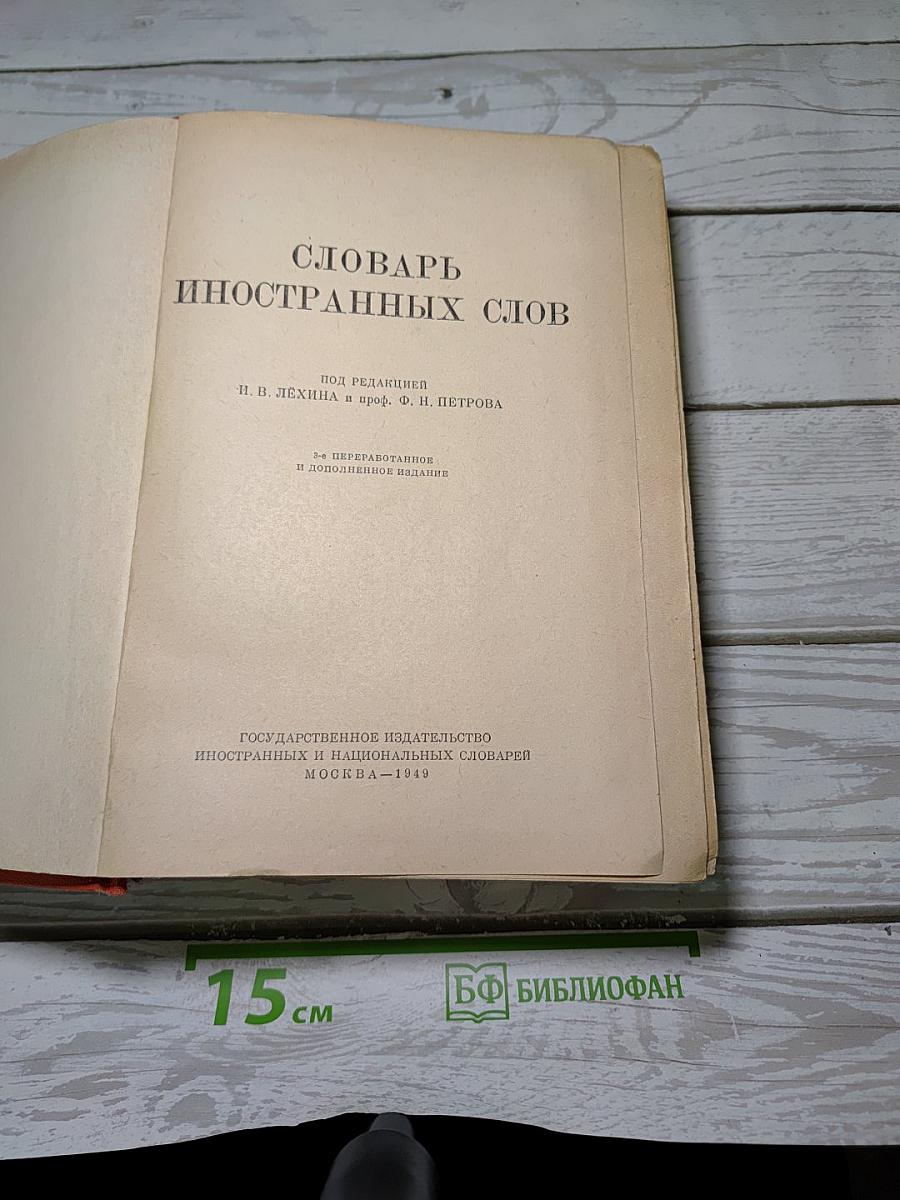 СЛОВАРЬ
ИНОСТРАННЫХ СЛОВ
ПОД РЕДАКЦИЕЙ
И. В. ЛЁХИНА и проф. Ф. Н. ПЕТРОВА
3-е ПЕРЕРАБОТАННОЕ
И ДОПОЛНЕННОЕ ИЗДАНИЕ
ГОСУДАРСТВЕННОЕ ИЗДАТЕЛЬСТВО
ИНОСТРАННЫХ И НАЦИОНАЛЬНЫХ СЛОВАРЕЙ
МОСКВА—1949
15 см
БФ БИБЛИОФАН